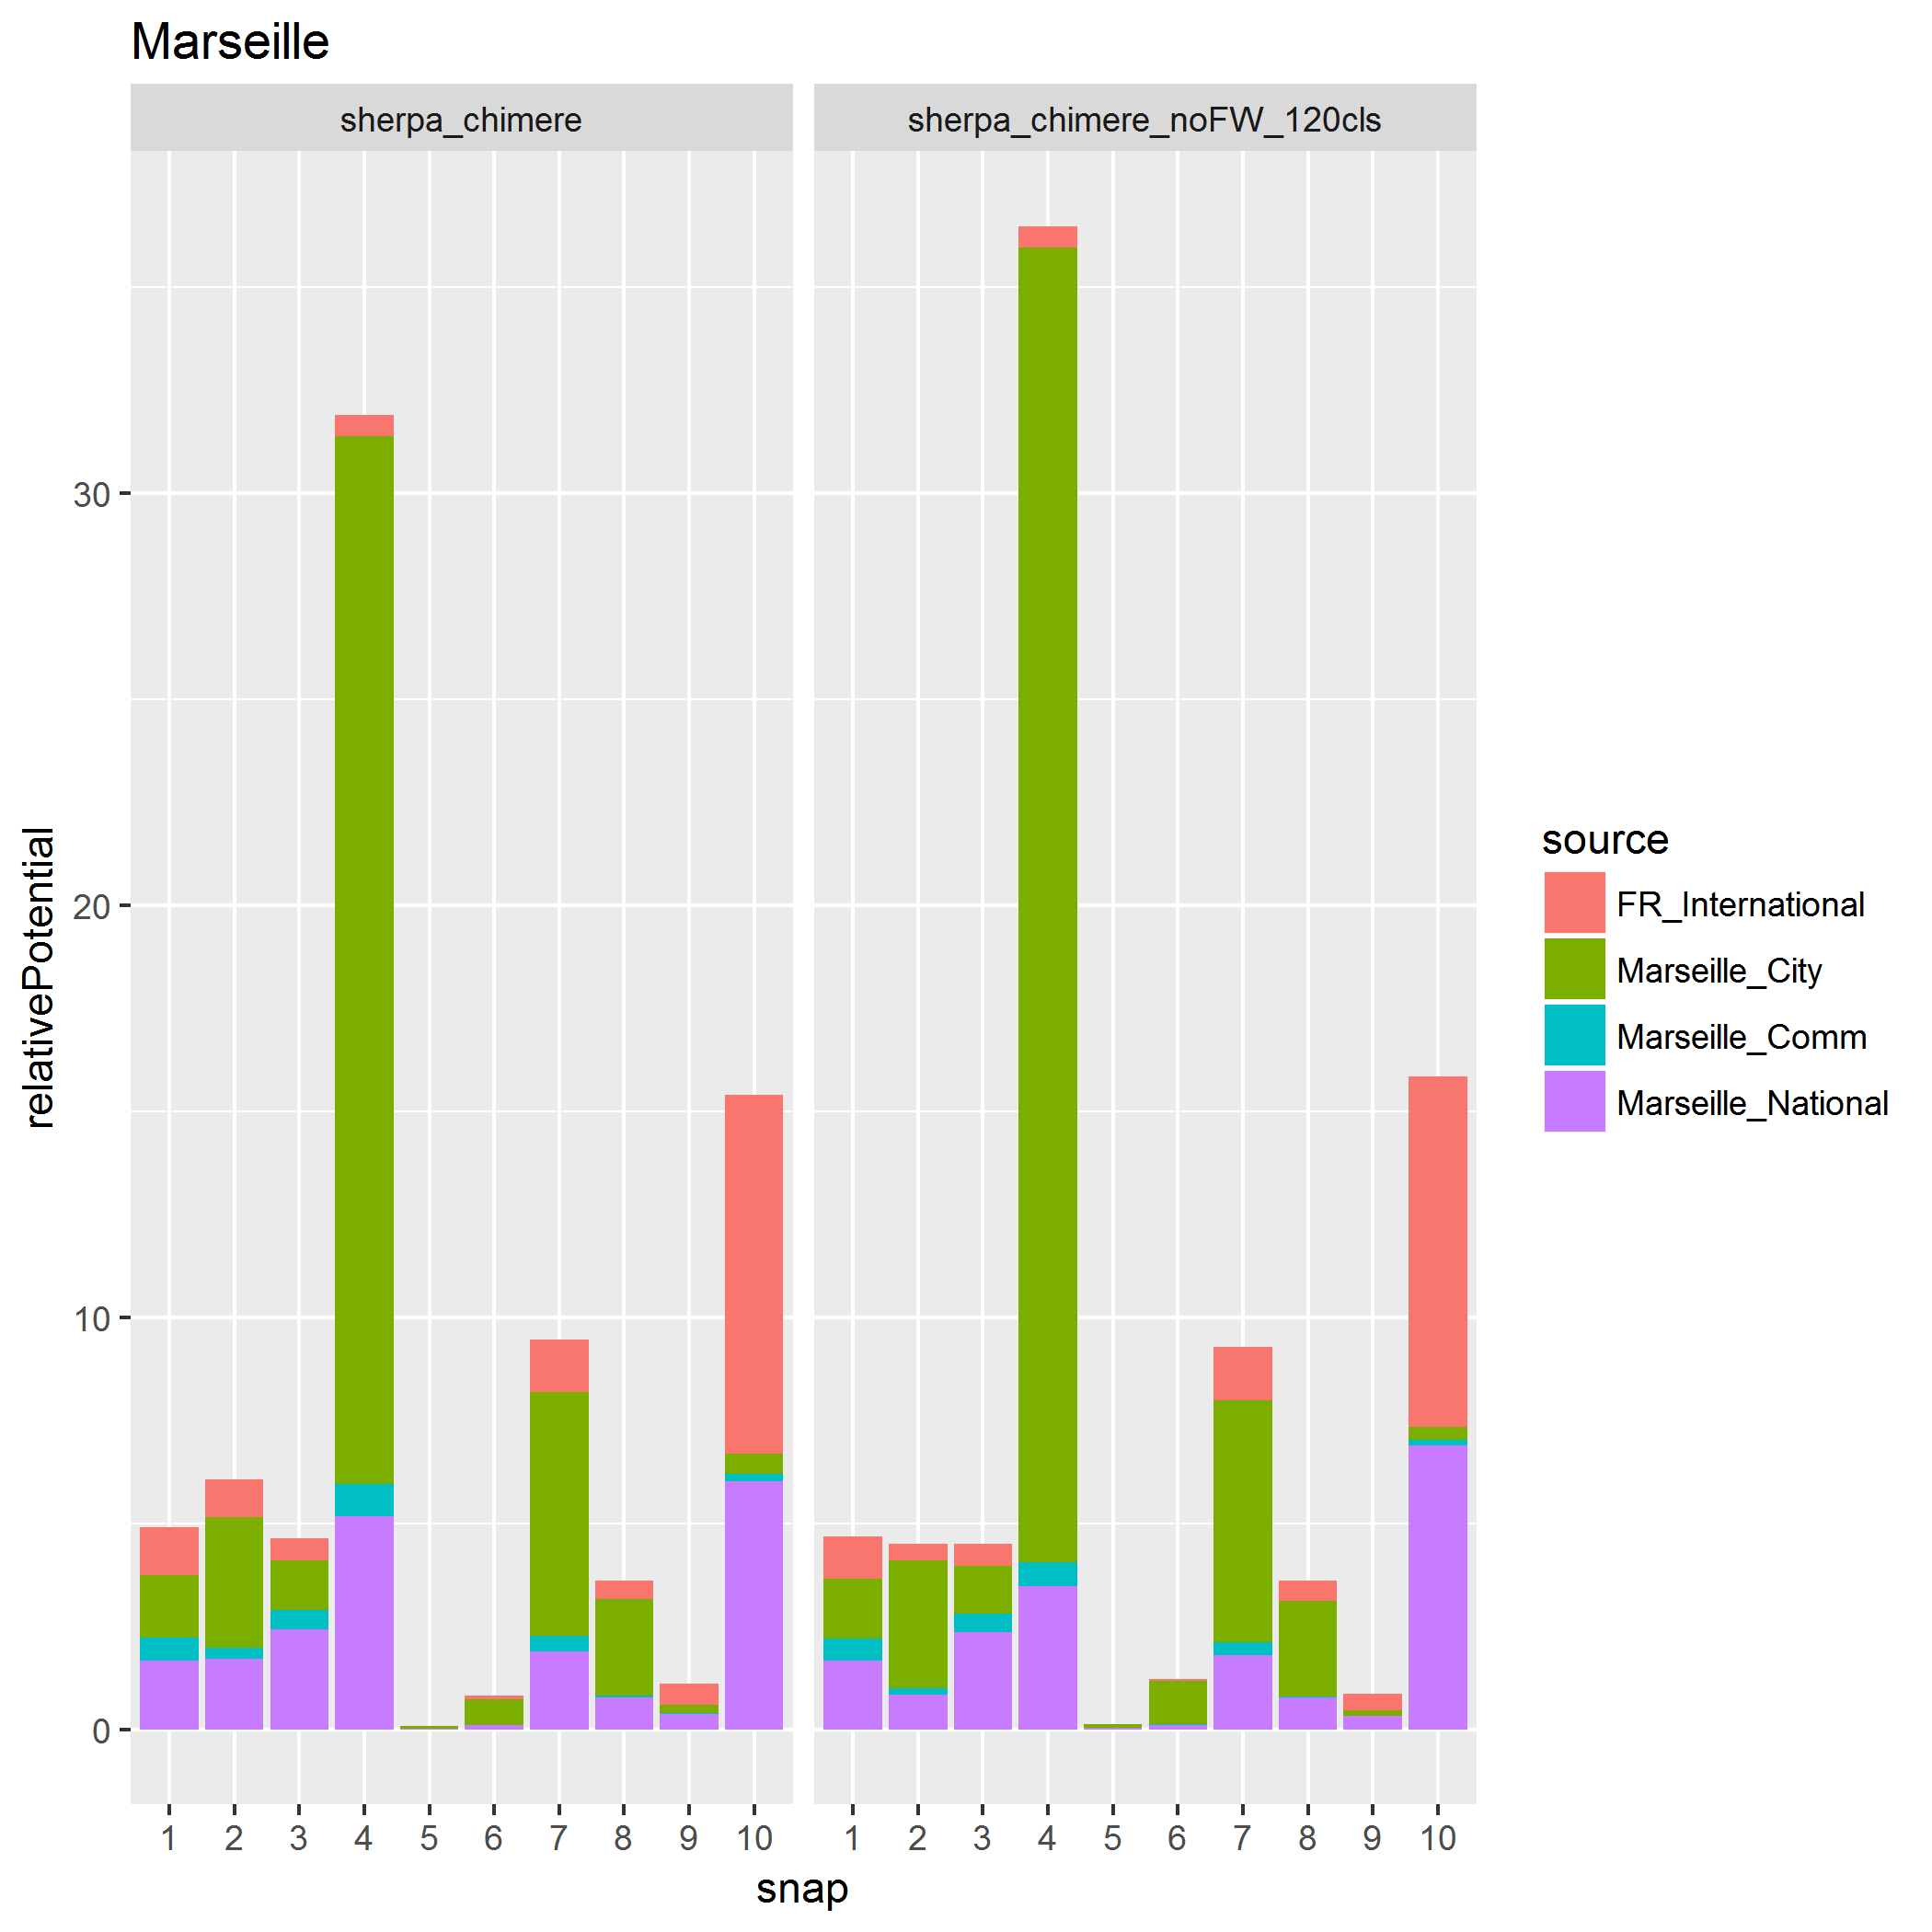 Marseille
sherpa_chimere
sherpa_chimere_noFW_120cls
30
20
10
0
relativePotential
1 2 3 4 5 6 7 8 9 10
1 2 3 4 5 6 7 8 9 10
snap
source
FR_International
Marseille_City
Marseille_Comm
Marseille_National